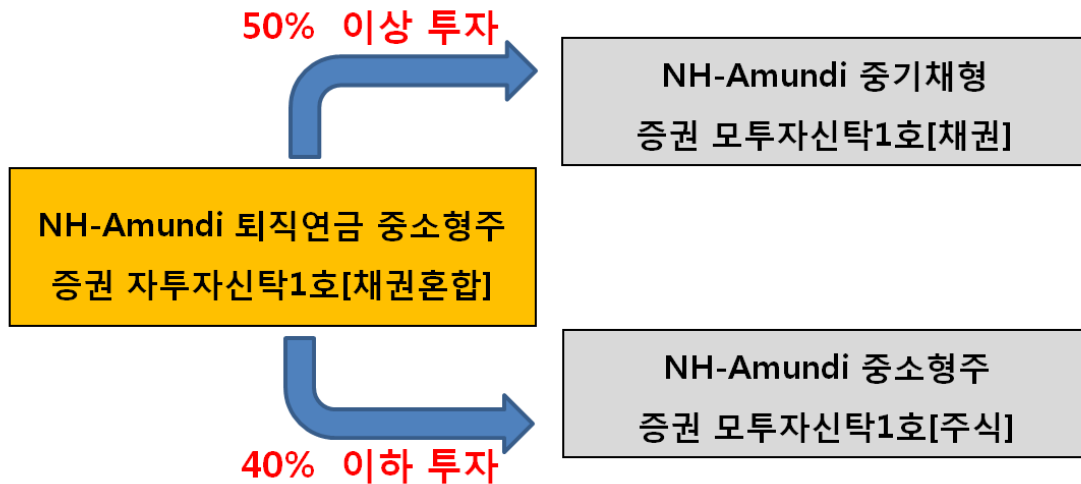 50% 이상 투자
NH-Amundi 중기채형
증권 모투자신탁1호[채권]
NH-Amundi 퇴직연금 중소형주
증권 자투자신탁1호[채권혼합]
NH-Amundi 중소형주
증권 모투자신탁1호[주식]
40% 이하 투자